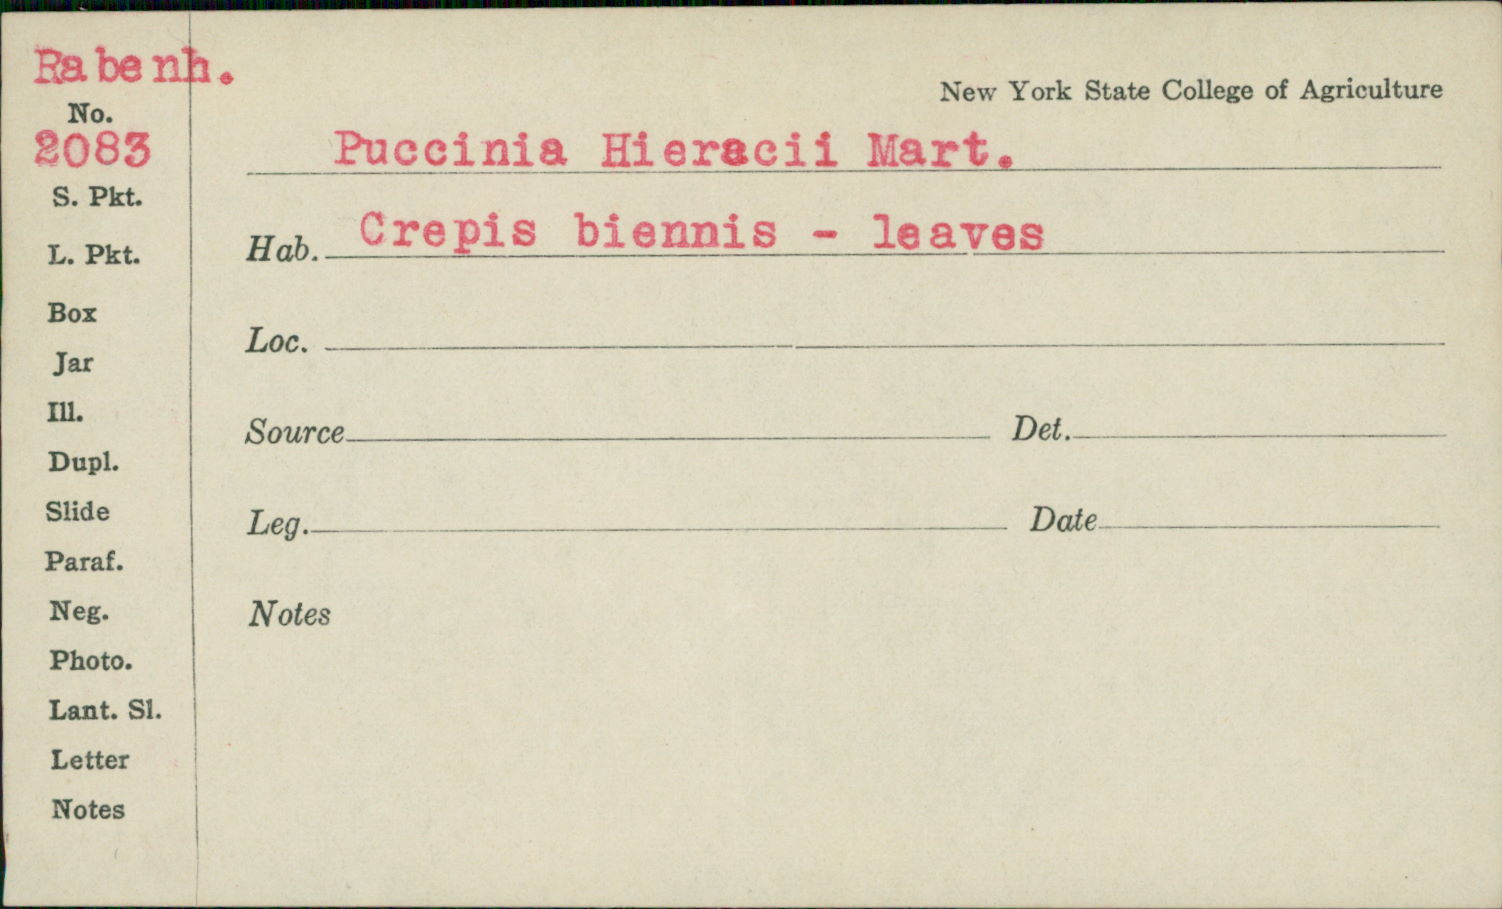 Rabenh.
New York State College of Agriculture
No.
2083
Puccinia Hieracii Mart.
S. Pkt.
Hab. Crepis biennis - leaves
L. Pkt.
Box
Loc.
Jar
Ill.
Source Det.
Dupl.
Slide
Leg. Date
Paraf.
Neg.
Notes
Photo.
Lant. Sl.
Letter
Notes